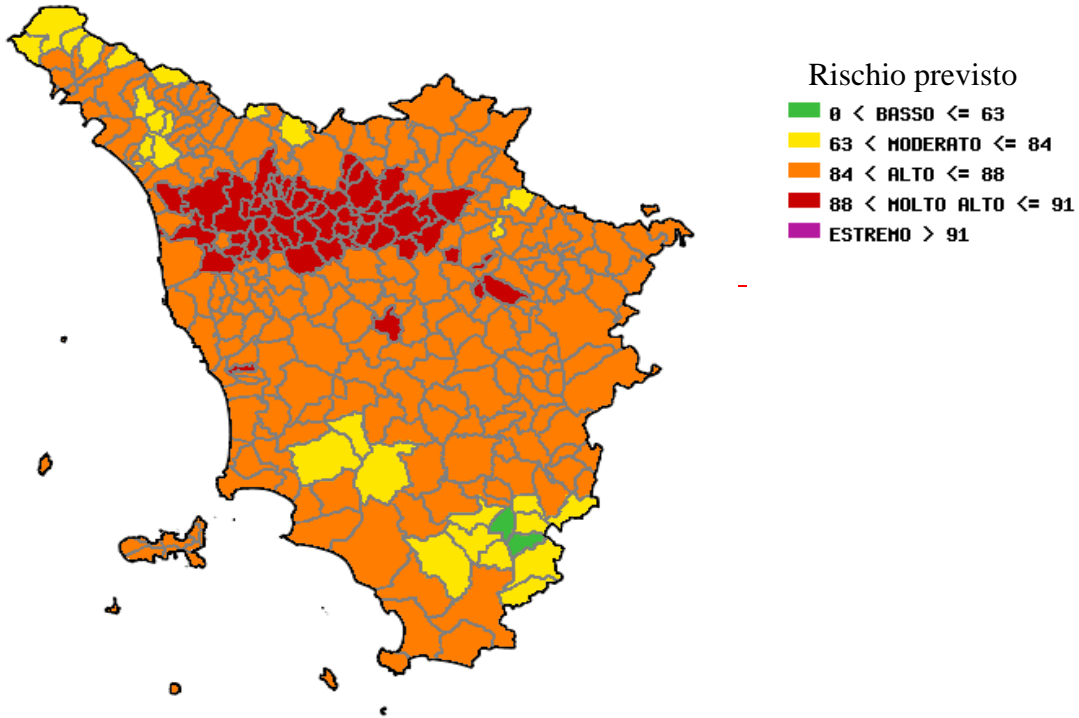 Rischio previsto
0 < BASSO <= 63
63 < MODERATO <= 84
84 < ALTO <= 88
88 < MOLTO ALTO <= 91
ESTREMO > 91